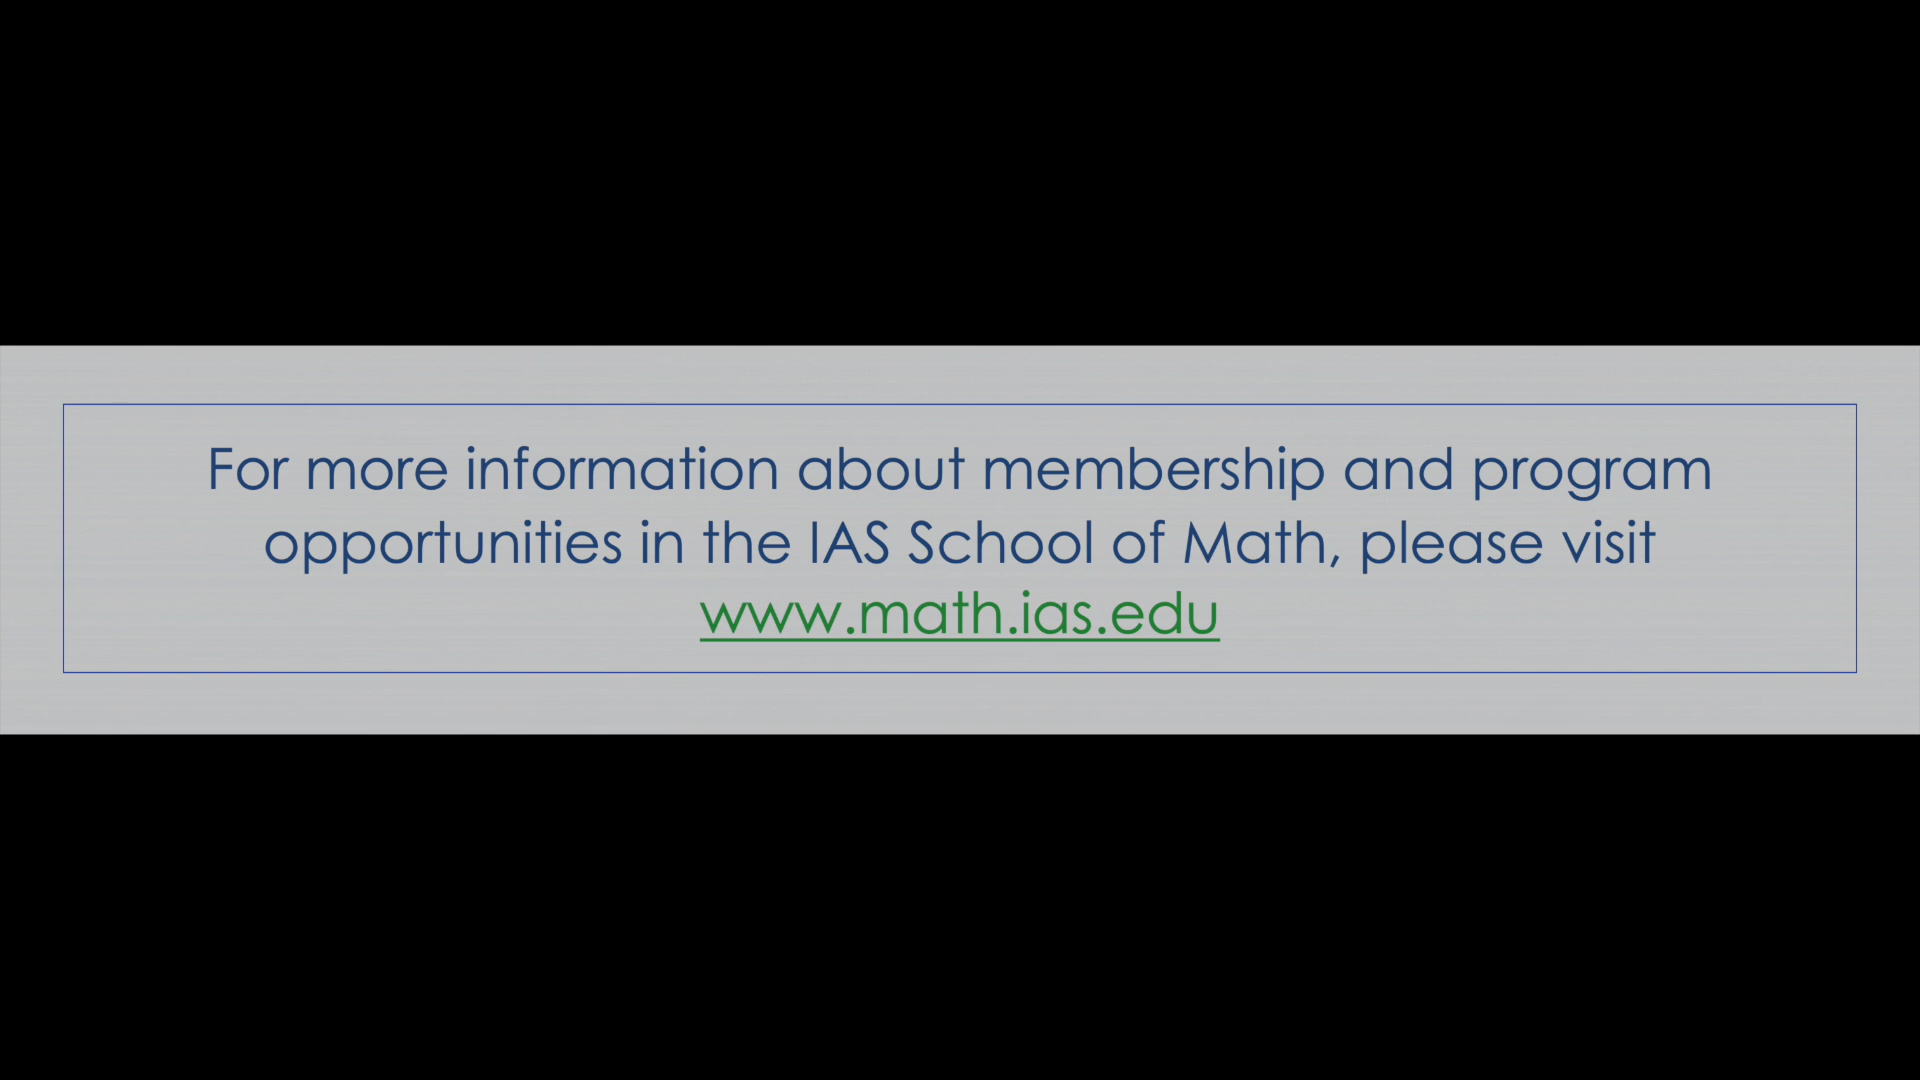 For more information about membership and program
opportunities in the IAS School of Math, please visit
www.math.ias.edu